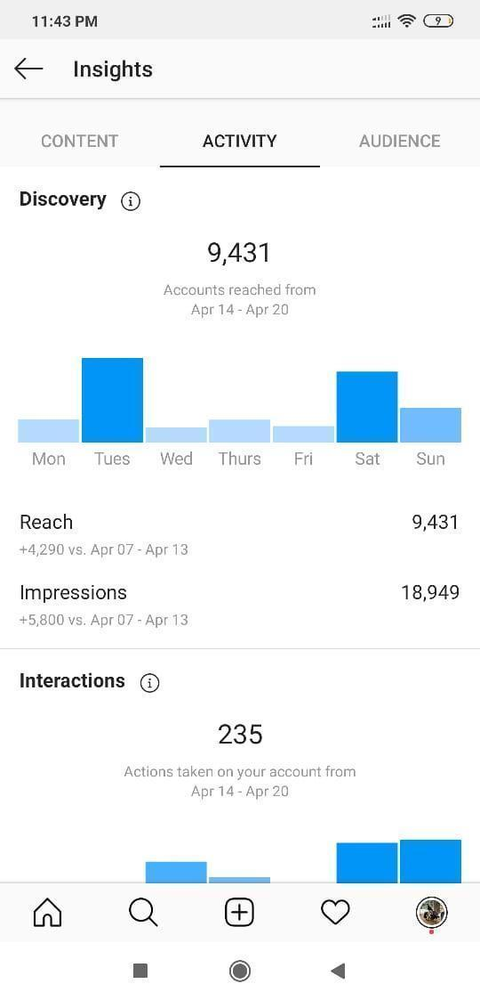 11:43 PM
9
Insights
CONTENT ACTIVITY AUDIENCE
Discovery
9,431
Accounts reached from
Apr 14 - Apr 20
Mon Tues Wed Thurs Fri Sat Sun
Reach 9,431
+4,290 vs. Apr 07 - Apr 13
Impressions 18,949
+5,800 vs. Apr 07 - Apr 13
Interactions
235
Actions taken on your account from
Apr 14 - Apr 20